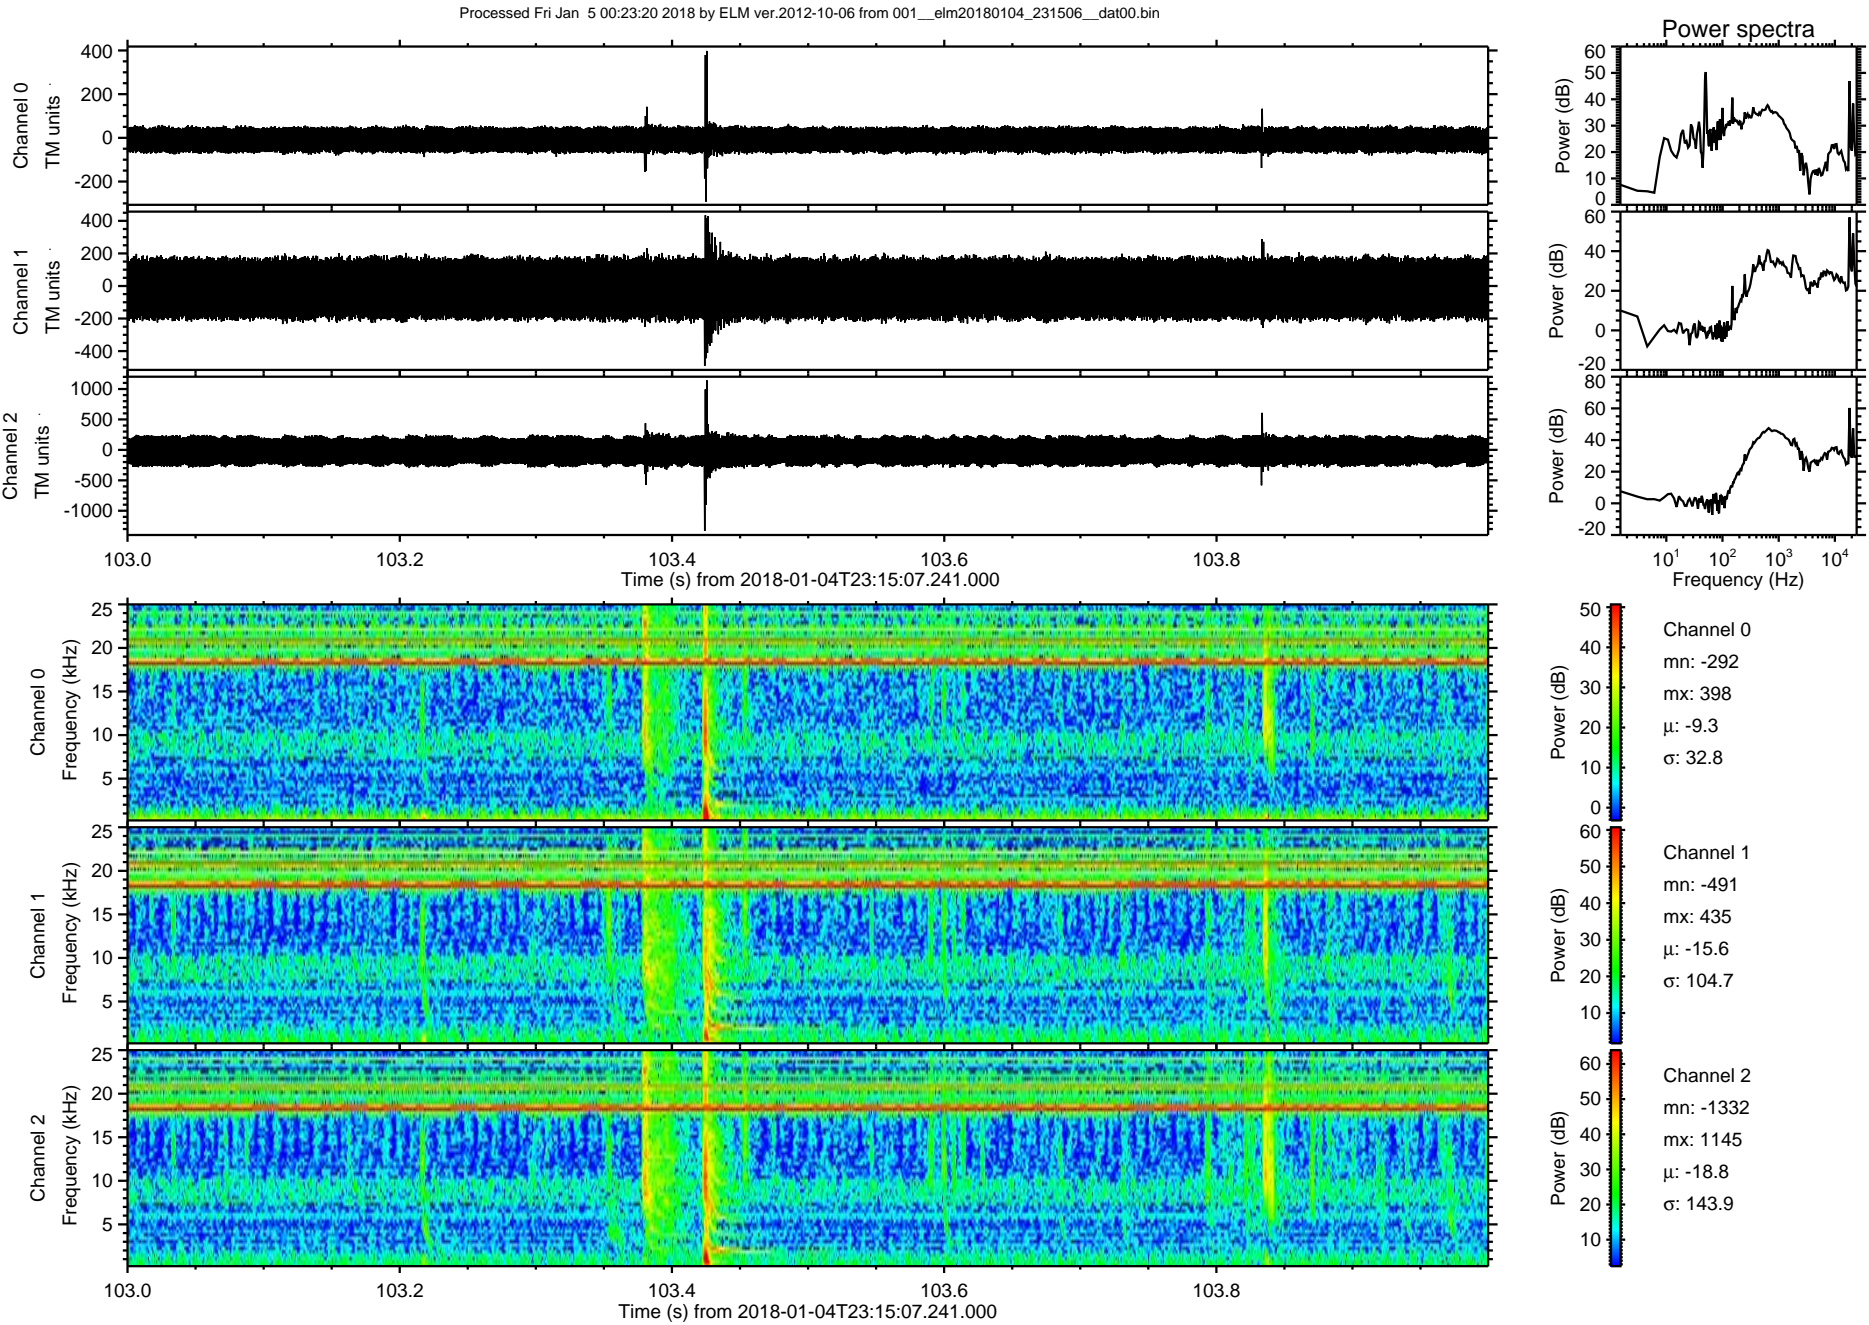 Processed Fri Jan  5 00:23:20 2018 by ELM ver.2012-10-06 from 001__elm20180104_231506__dat00.bin
Power spectra
Channel 0
TM units
400
200
0
-200
Power (dB)
60
50
40
30
20
10
0
Channel 1
TM units
400
200
0
-200
-400
Power (dB)
60
40
20
0
-20
Channel 2
TM units
1000
500
0
-500
-1000
Power (dB)
80
60
40
20
0
-20
103.0 103.2 103.4 103.6 103.8
Time (s) from 2018-01-04T23:15:07.241.000
10^1 10^2 10^3 10^4
Frequency (Hz)
Channel 0
Frequency (kHz)
25
20
15
10
5
Power (dB)
50
40
30
20
10
0
Channel 0
mn: -292
mx: 398
μ: -9.3
σ: 32.8
Channel 1
Frequency (kHz)
25
20
15
10
5
Power (dB)
60
50
40
30
20
10
Channel 1
mn: -491
mx: 435
μ: -15.6
σ: 104.7
Channel 2
Frequency (kHz)
25
20
15
10
5
Power (dB)
60
50
40
30
20
10
Channel 2
mn: -1332
mx: 1145
μ: -18.8
σ: 143.9
103.0 103.2 103.4 103.6 103.8
Time (s) from 2018-01-04T23:15:07.241.000